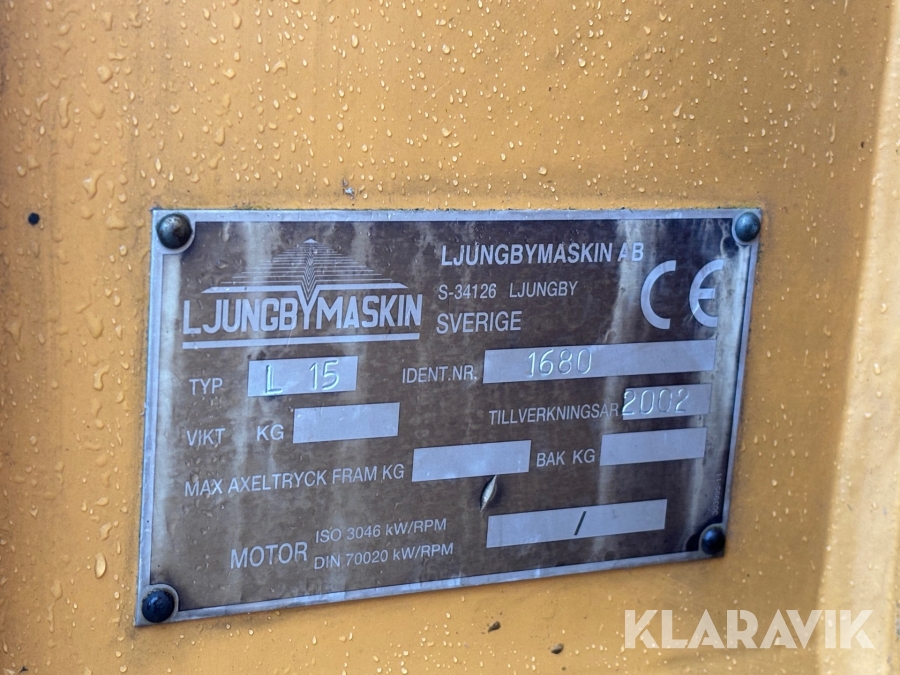 LJUNGBYMASKIN
LJUNGBYMASKIN AB
S-34126 LJUNGBY
SVERIGE
CE
TYP L 15
IDENT.NR. 1680
VIKT KG
TILLVERKNINGSÅR 2002
MAX AXELTRYCK FRAM KG
BAK KG
MOTOR ISO 3046 kW/RPM
DIN 70020 kW/RPM
/
KLARAVIK